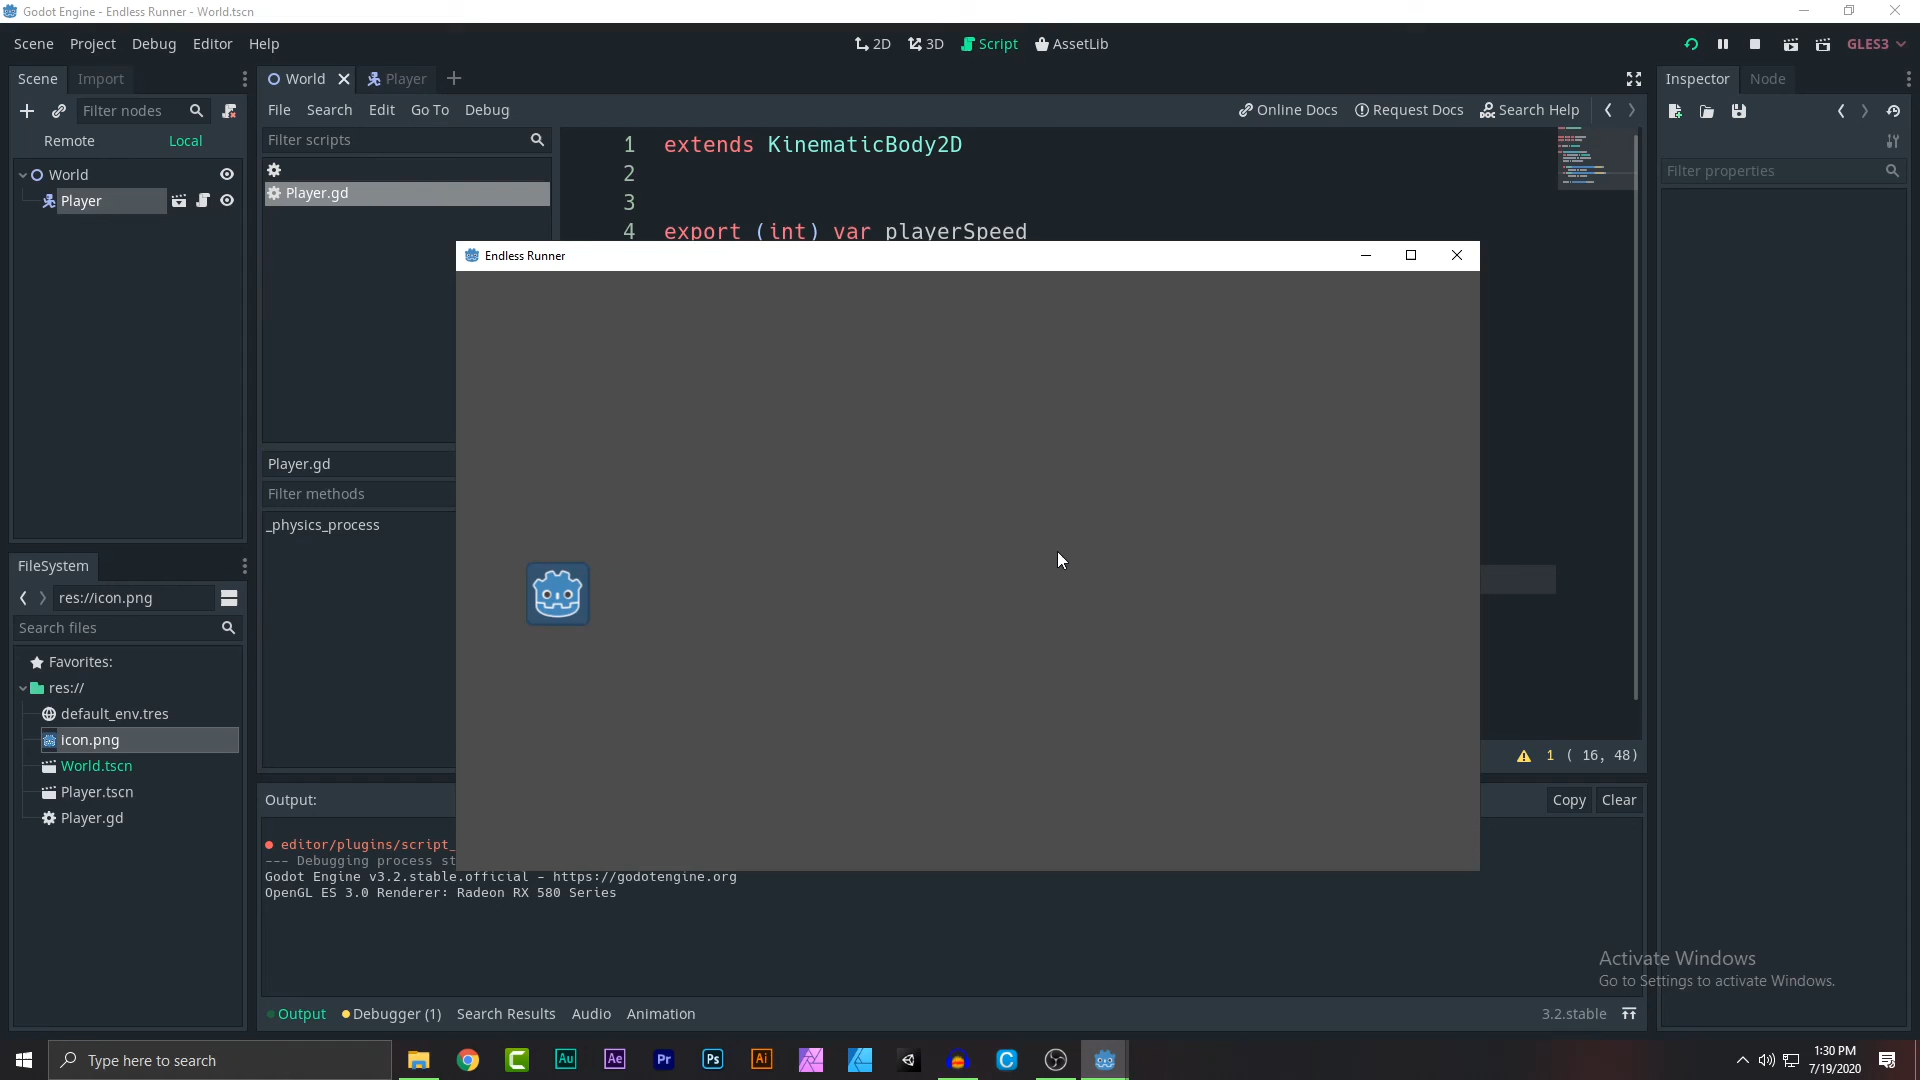 Godot Engine - Endless Runner - World.tscn
Scene Project Debug Editor Help
2D 3D Script AssetLib
GLES3
Scene Import
World Player
Inspector Node
Filter nodes
File Search Edit Go To Debug
Online Docs Request Docs Search Help
Remote Local
Filter scripts
Filter properties
World
Player
Player.gd
1 extends KinematicBody2D
2
3
4 export (int) var playerSpeed
Endless Runner
Player.gd
Filter methods
_physics_process
FileSystem
res://icon.png
Search files
Favorites:
res://
default_env.tres
icon.png
World.tscn
Player.tscn
Player.gd
1 ( 16, 48)
Output:
Copy Clear
editor/plugins/script_
--- Debugging process st
Godot Engine v3.2.stable.official - https://godotengine.org
OpenGL ES 3.0 Renderer: Radeon RX 580 Series
Activate Windows
Go to Settings to activate Windows.
Output Debugger (1) Search Results Audio Animation
3.2.stable
Type here to search
Au Ae Pr Ps Ai
1:30 PM
7/19/2020